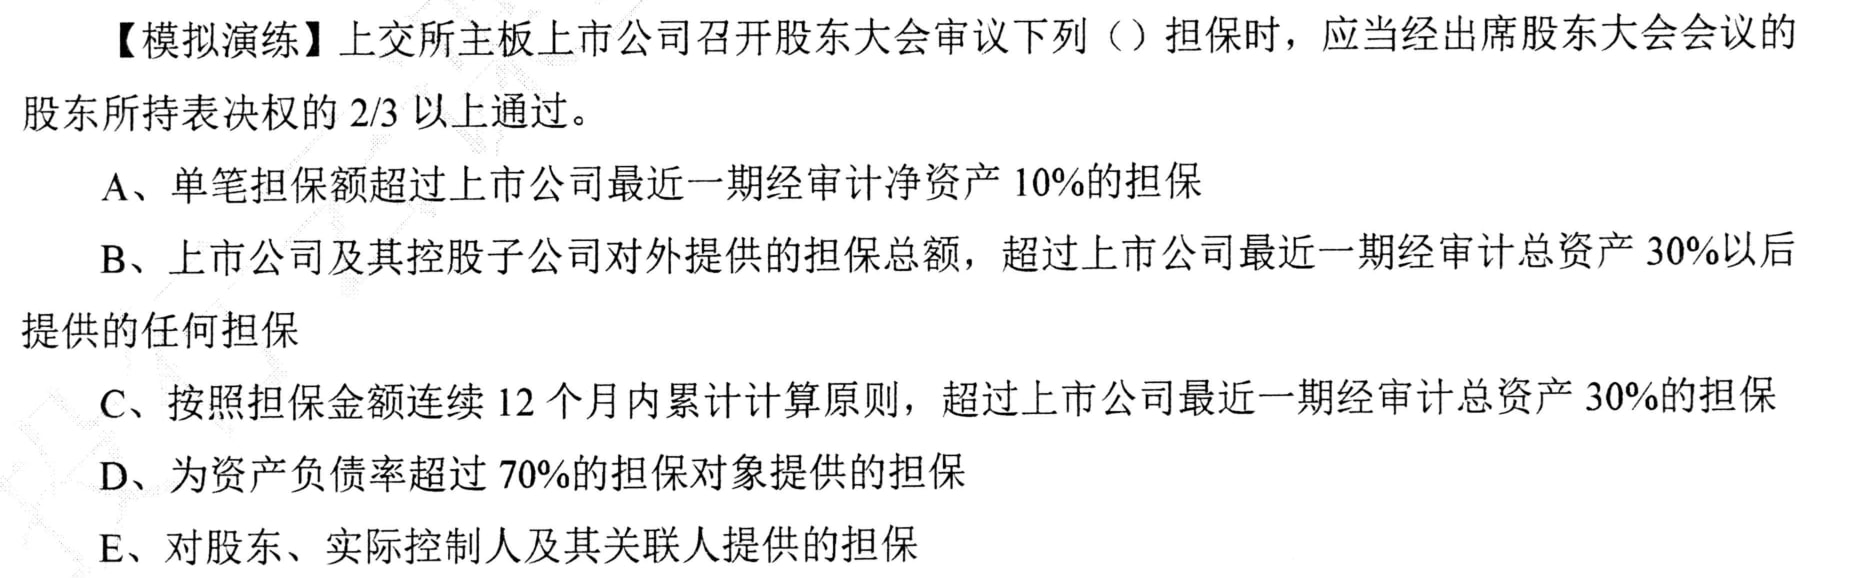 【模拟演练】上交所主板上市公司召开股东大会审议下列（）担保时，应当经出席股东大会会议的
股东所持表决权的 2/3 以上通过。
A、单笔担保额超过上市公司最近一期经审计净资产 10%的担保
B、上市公司及其控股子公司对外提供的担保总额，超过上市公司最近一期经审计总资产 30%以后
提供的任何担保
C、按照担保金额连续 12 个月内累计计算原则，超过上市公司最近一期经审计总资产 30%的担保
D、为资产负债率超过 70%的担保对象提供的担保
E、对股东、实际控制人及其关联人提供的担保